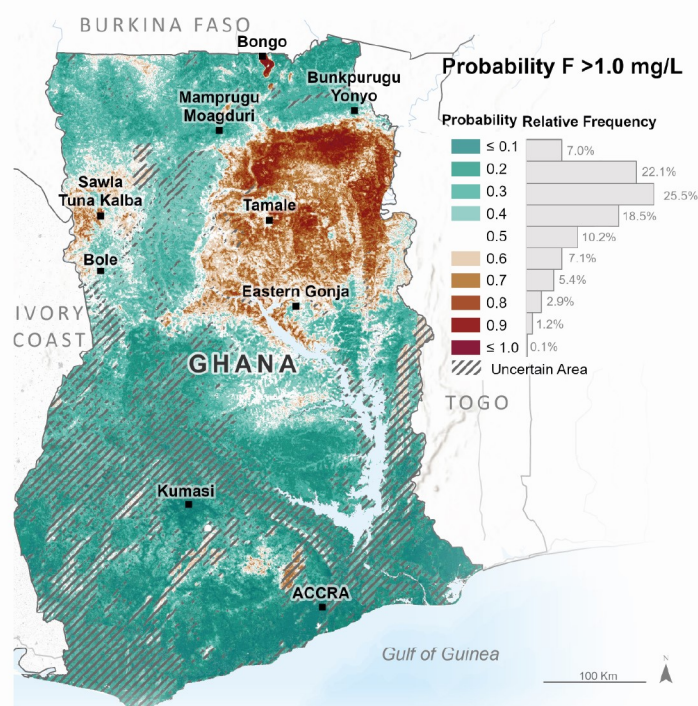 BURKINA FASO
Bongo
Bunkpurugu
Yonyo
Mamprugu
Moagduri
Sawla
Tuna Kalba
Tamale
Bole
Eastern Gonja
IVORY
COAST
GHANA
TOGO
Kumasi
ACCRA
Gulf of Guinea
Probability F >1.0 mg/L
Probability Relative Frequency
≤ 0.1 7.0%
0.2 22.1%
0.3 25.5%
0.4 18.5%
0.5 10.2%
0.6 7.1%
0.7 5.4%
0.8 2.9%
0.9 1.2%
≤ 1.0 0.1%
Uncertain Area
N
100 Km